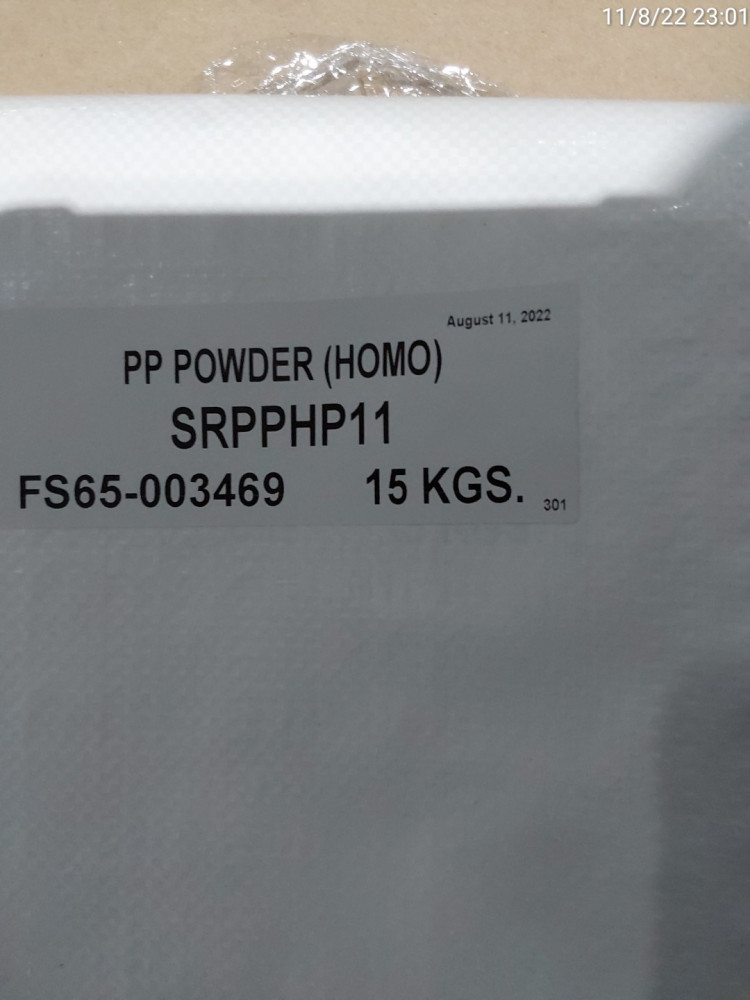 11/8/22 23:01
August 11, 2022
PP POWDER (HOMO)
SRPPHP11
FS65-003469 15 KGS. 301